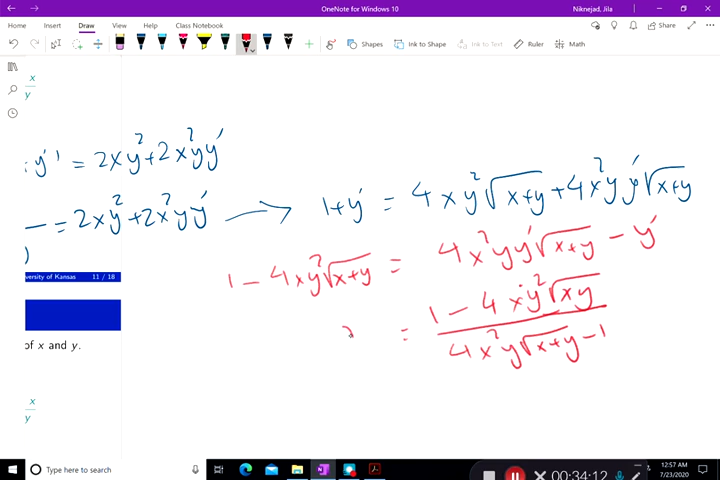 OneNote for Windows 10
Niknejad, Jila
Home Insert Draw View Help Class Notebook
Share
Shapes Ink to Shape Ink to Text Ruler Math
x
y
y' = 2xy²+2x²yy'
= 2xy²+2x²yy' → 1+y' = 4xy²√x+y + 4x²yy'√x+y
1 - 4xy²√x+y = 4x²yy'√x+y - y'
= 1 - 4xy²√xy
4x²y√x+y - 1
versity of Kansas 11 / 18
of x and y.
x
y
Type here to search
00:34:12
12:57 AM
7/23/2020